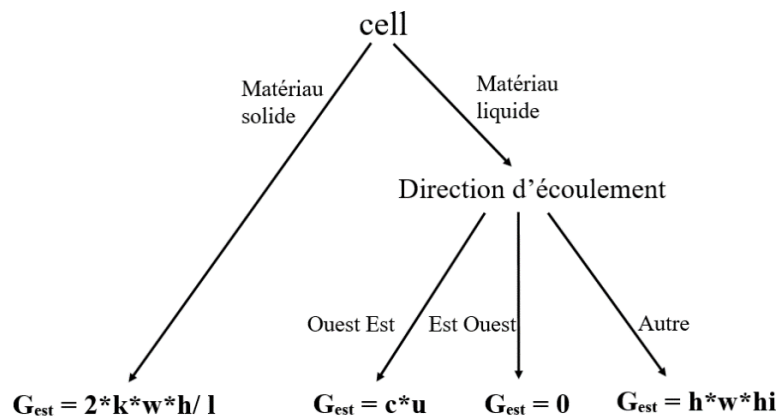 cell
Matériau
solide
Matériau
liquide
Direction d'écoulement
Ouest Est
Est Ouest
Autre
Gest = 2*k*w*h/ l
Gest = c*u
Gest = 0
Gest = h*w*hi